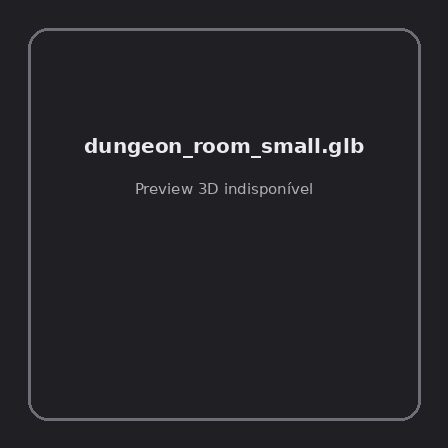 dungeon_room_small.glb
Preview 3D indisponível